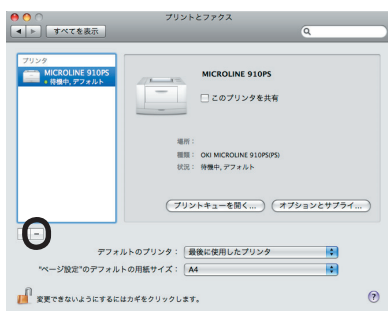 プリントとファクス
すべてを表示
プリンタ
MICROLINE 910PS
待機中, デフォルト
MICROLINE 910PS
このプリンタを共有
場所：
種類： OKI MICROLINE 910PS(PS)
状況： 待機中, デフォルト
プリントキューを開く... オプションとサプライ...
デフォルトのプリンタ： 最後に使用したプリンタ
"ページ設定"のデフォルトの用紙サイズ： A4
変更できないようにするにはカギをクリックします。